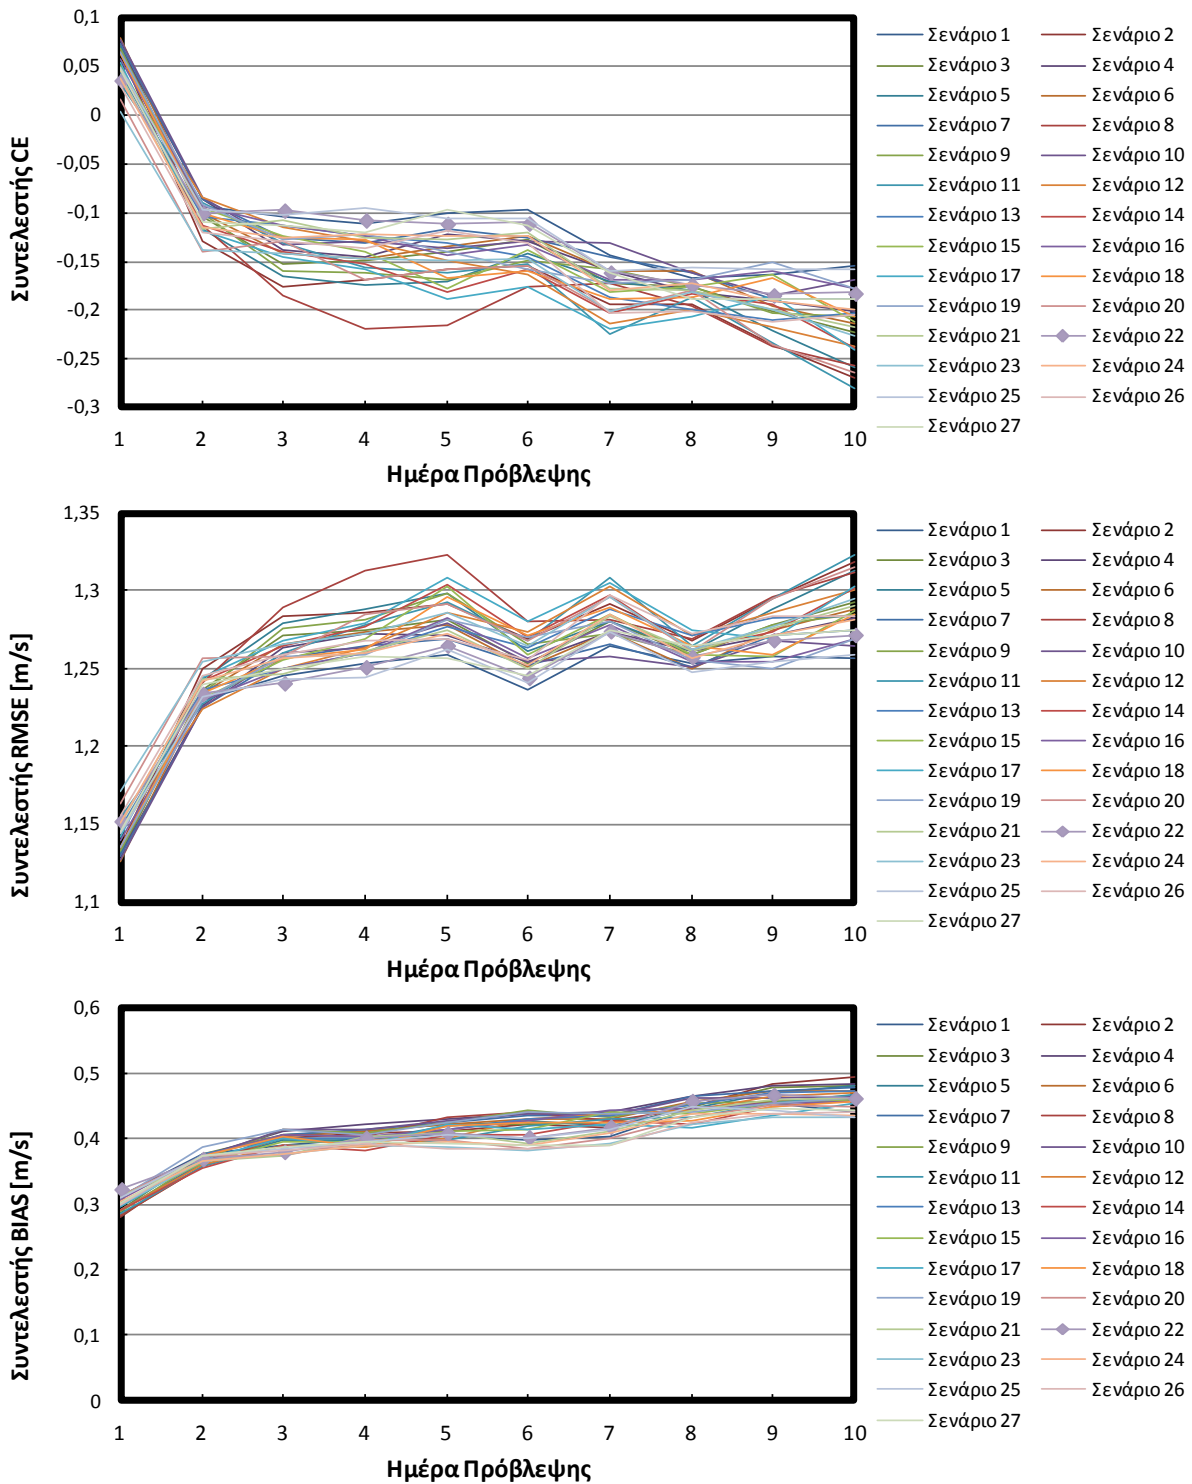 0,1
0,05
0
-0,05
-0,1
-0,15
-0,2
-0,25
-0,3
Συντελεστής CE
1 2 3 4 5 6 7 8 9 10
Ημέρα Πρόβλεψης
Σενάριο 1 Σενάριο 2
Σενάριο 3 Σενάριο 4
Σενάριο 5 Σενάριο 6
Σενάριο 7 Σενάριο 8
Σενάριο 9 Σενάριο 10
Σενάριο 11 Σενάριο 12
Σενάριο 13 Σενάριο 14
Σενάριο 15 Σενάριο 16
Σενάριο 17 Σενάριο 18
Σενάριο 19 Σενάριο 20
Σενάριο 21 Σενάριο 22
Σενάριο 23 Σενάριο 24
Σενάριο 25 Σενάριο 26
Σενάριο 27
1,35
1,3
1,25
1,2
1,15
1,1
Συντελεστής RMSE [m/s]
1 2 3 4 5 6 7 8 9 10
Ημέρα Πρόβλεψης
Σενάριο 1 Σενάριο 2
Σενάριο 3 Σενάριο 4
Σενάριο 5 Σενάριο 6
Σενάριο 7 Σενάριο 8
Σενάριο 9 Σενάριο 10
Σενάριο 11 Σενάριο 12
Σενάριο 13 Σενάριο 14
Σενάριο 15 Σενάριο 16
Σενάριο 17 Σενάριο 18
Σενάριο 19 Σενάριο 20
Σενάριο 21 Σενάριο 22
Σενάριο 23 Σενάριο 24
Σενάριο 25 Σενάριο 26
Σενάριο 27
0,6
0,5
0,4
0,3
0,2
0,1
0
Συντελεστής BIAS [m/s]
1 2 3 4 5 6 7 8 9 10
Ημέρα Πρόβλεψης
Σενάριο 1 Σενάριο 2
Σενάριο 3 Σενάριο 4
Σενάριο 5 Σενάριο 6
Σενάριο 7 Σενάριο 8
Σενάριο 9 Σενάριο 10
Σενάριο 11 Σενάριο 12
Σενάριο 13 Σενάριο 14
Σενάριο 15 Σενάριο 16
Σενάριο 17 Σενάριο 18
Σενάριο 19 Σενάριο 20
Σενάριο 21 Σενάριο 22
Σενάριο 23 Σενάριο 24
Σενάριο 25 Σενάριο 26
Σενάριο 27